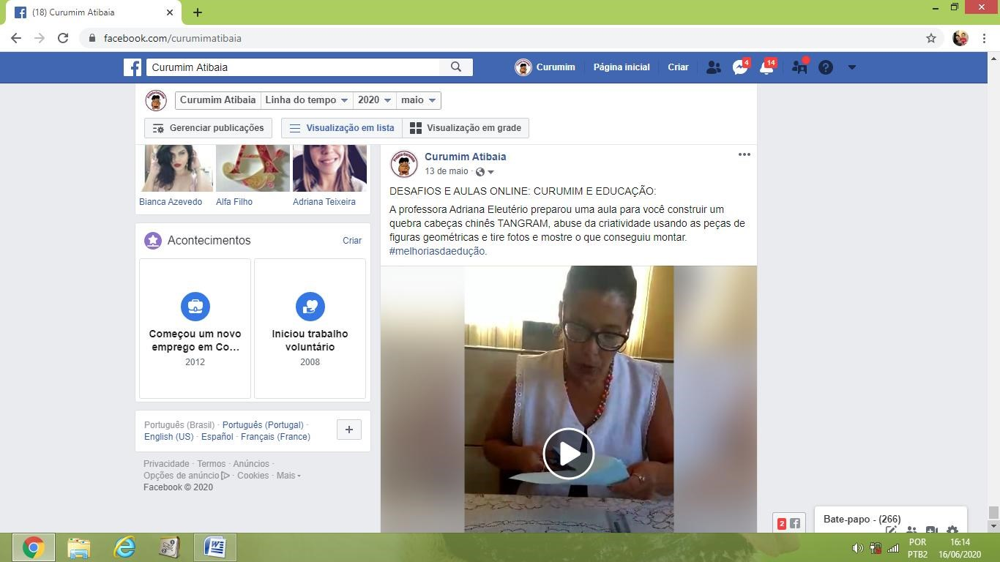 (18) Curumim Atibaia
facebook.com/curumimatibaia
Curumim Atibaia
Curumim
Página inicial
Criar
4
14
Curumim Atibaia
Linha do tempo
2020
maio
Gerenciar publicações
Visualização em lista
Visualização em grade
Bianca Azevedo
Alfa Filho
Adriana Teixeira
Acontecimentos
Criar
Começou um novo
emprego em Co...
2012
Iniciou trabalho
voluntário
2008
Português (Brasil) · Português (Portugal) ·
English (US) · Español · Français (France)
Privacidade · Termos · Anúncios ·
Opções de anúncio · Cookies · Mais
Facebook © 2020
Curumim Atibaia
13 de maio ·
DESAFIOS E AULAS ONLINE: CURUMIM E EDUCAÇÃO:
A professora Adriana Eleutério preparou uma aula para você construir um
quebra cabeças chinês TANGRAM, abuse da criatividade usando as peças de
figuras geométricas e tire fotos e mostre o que conseguiu montar.
#melhoriasdaedução.
2
Bate-papo - (266)
POR
PTB2
16:14
16/06/2020